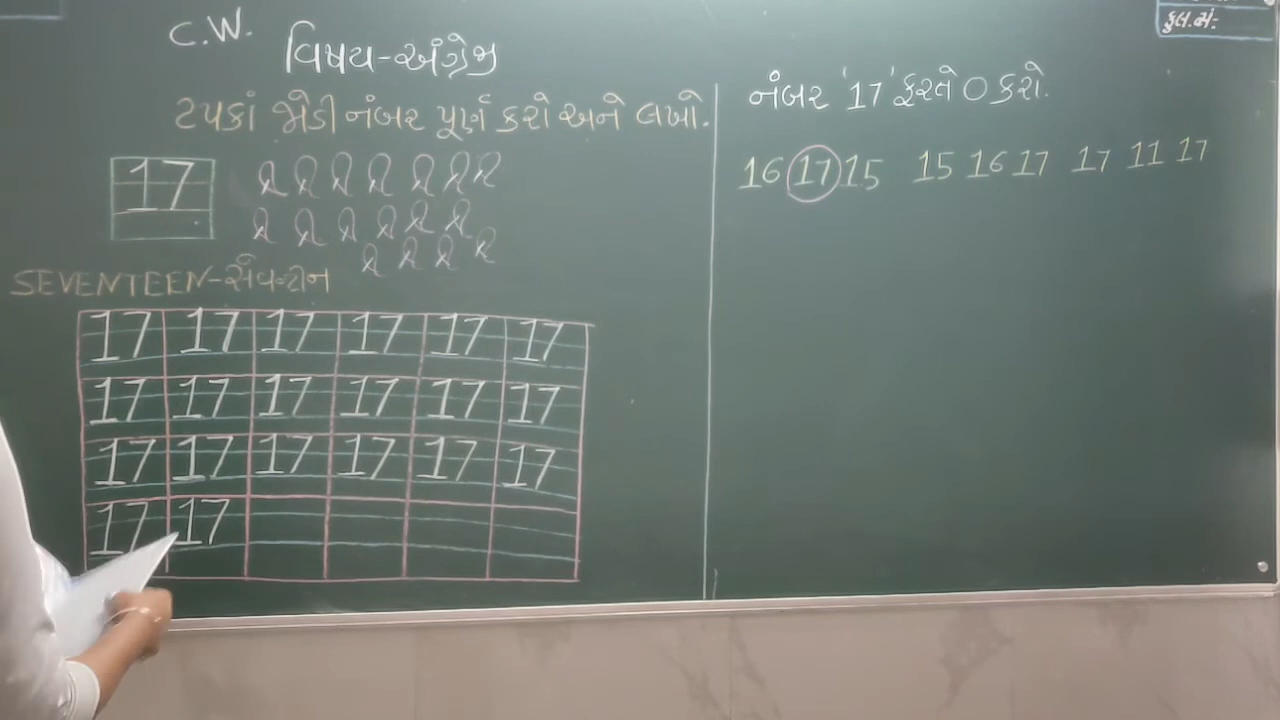 C.W.
વિષય-અંગ્રેજી
ટપકાં જોડી નંબર પૂર્ણ કરો અને લખો.
17
SEVENTEEN-સેવન્ટીન
17 17 17 17 17 17
17 17 17 17 17 17
17 17 17 17 17 17
17 17
કુલ.સં:
નંબર '17' ફરતે O કરો.
16 17 15 15 16 17 17 11 17